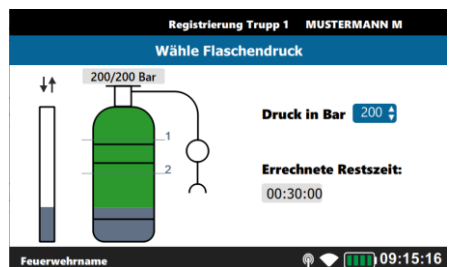 Registrierung Trupp 1 MUSTERMANN M
Wähle Flaschendruck
200/200 Bar
1
2
Druck in Bar 200
Errechnete Restszeit:
00:30:00
Feuerwehrname 09:15:16